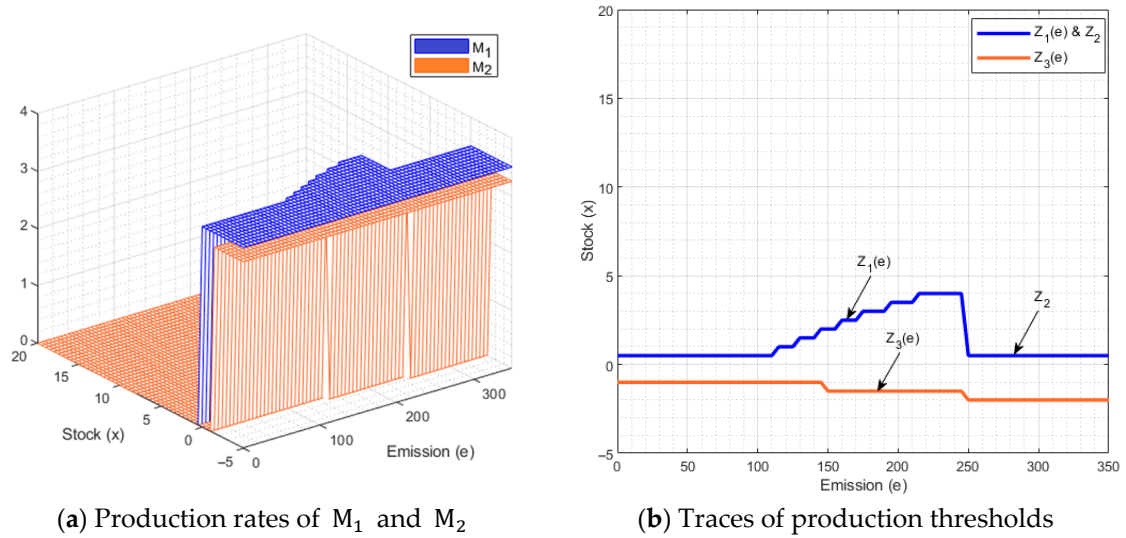 M1
M2
4
3
2
1
0
20
15
10
5
0
−5
0
100
200
300
Stock (x)
Emission (e)
(a) Production rates of M1 and M2
Z1(e) & Z2
Z3(e)
20
15
10
5
0
−5
Stock (x)
Z1(e)
Z2
Z3(e)
0 50 100 150 200 250 300 350
Emission (e)
(b) Traces of production thresholds